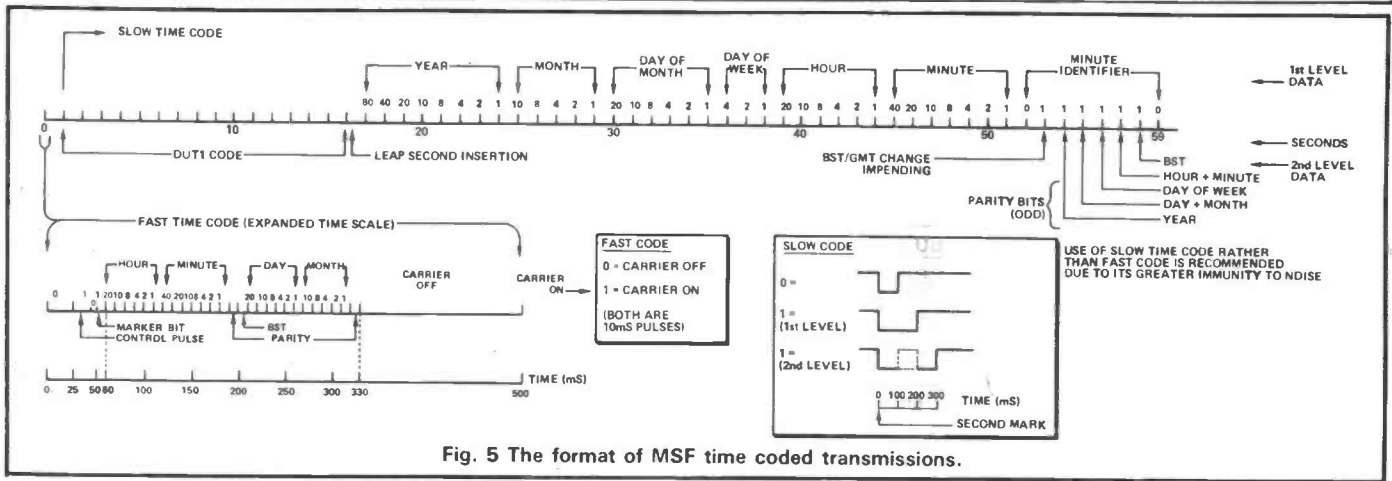 SLOW TIME CODE
YEAR
MONTH
DAY OF
MONTH
DAY OF
WEEK
HOUR
MINUTE
MINUTE
IDENTIFIER
1st LEVEL
DATA
80 40 20 10 8 4 2 1 10 8 4 2 1 20 10 8 4 2 1 4 2 1 20 10 8 4 2 1 40 20 10 8 4 2 1 0 1 1 1 1 1 1 0
0 10 20 30 40 50 59
SECONDS
DUT1 CODE
LEAP SECOND INSERTION
BST/GMT CHANGE
IMPENDING
BST
2nd LEVEL
DATA
HOUR + MINUTE
DAY OF WEEK
DAY + MONTH
YEAR
PARITY BITS
(ODD)
FAST TIME CODE (EXPANDED TIME SCALE)
HOUR
MINUTE
DAY
MONTH
CARRIER
OFF
CARRIER
ON
0 1 1 20 10 8 4 2 1 40 20 10 8 4 2 1 20 10 8 4 2 1 10 8 4 2 1
0
MARKER BIT
CONTROL PULSE
BST
PARITY
TIME (mS)
0 25 50 60 100 150 200 250 300 330 500
FAST CODE
0 = CARRIER OFF
1 = CARRIER ON
(BOTH ARE
10mS PULSES)
SLOW CODE
0 =
1 =
(1st LEVEL)
1 =
(2nd LEVEL)
0 100 200 300
TIME (mS)
SECOND MARK
USE OF SLOW TIME CODE RATHER
THAN FAST CODE IS RECOMMENDED
DUE TO ITS GREATER IMMUNITY TO NOISE
Fig. 5 The format of MSF time coded transmissions.